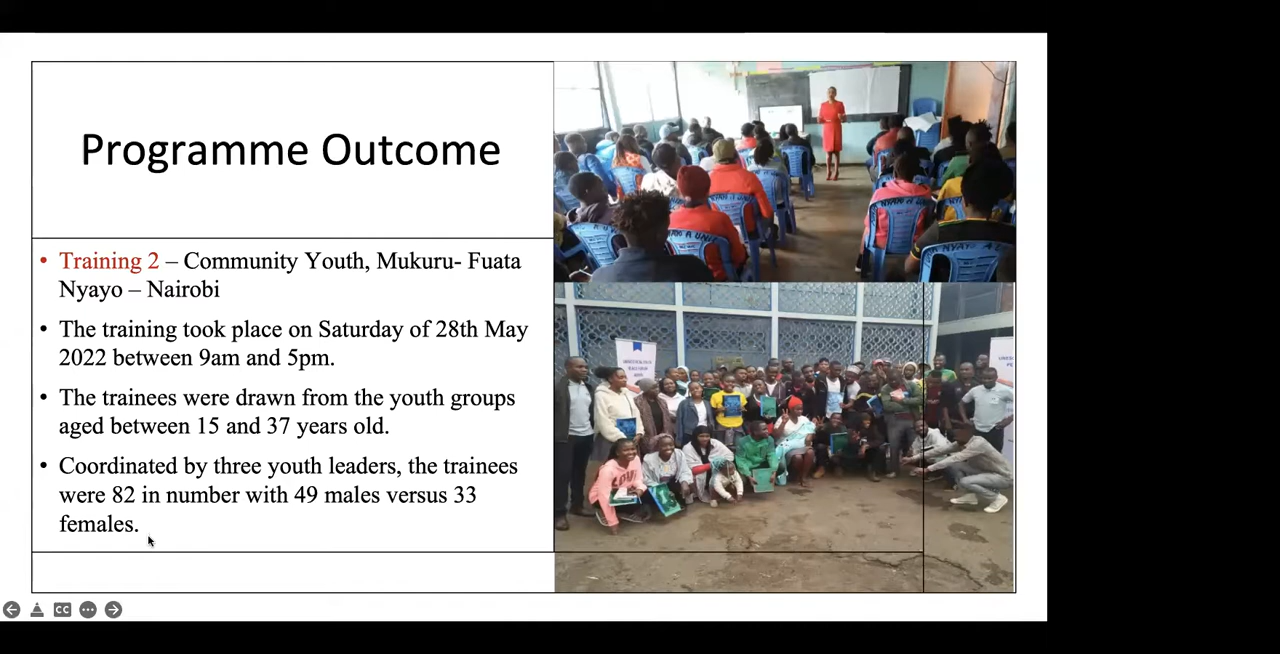 Programme Outcome
• Training 2 – Community Youth, Mukuru- Fuata
Nyayo – Nairobi
• The training took place on Saturday of 28th May
2022 between 9am and 5pm.
• The trainees were drawn from the youth groups
aged between 15 and 37 years old.
• Coordinated by three youth leaders, the trainees
were 82 in number with 49 males versus 33
females.
CC